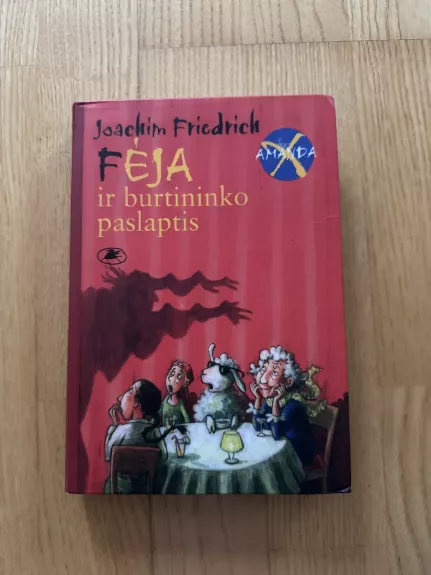 Joachim Friedrich
FĖJA
ir burtininko
paslaptis
AMANDA
X